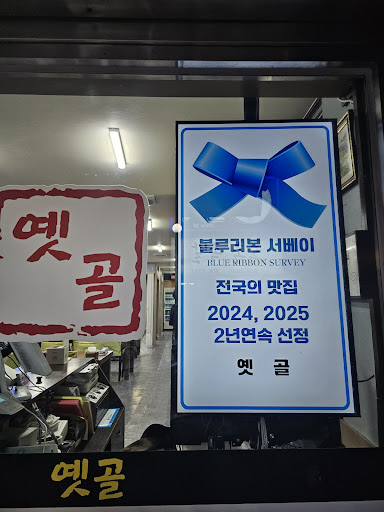 옛
골
블루리본 서베이
BLUE RIBBON SURVEY
전국의 맛집
2024, 2025
2년연속 선정
옛 골
옛골